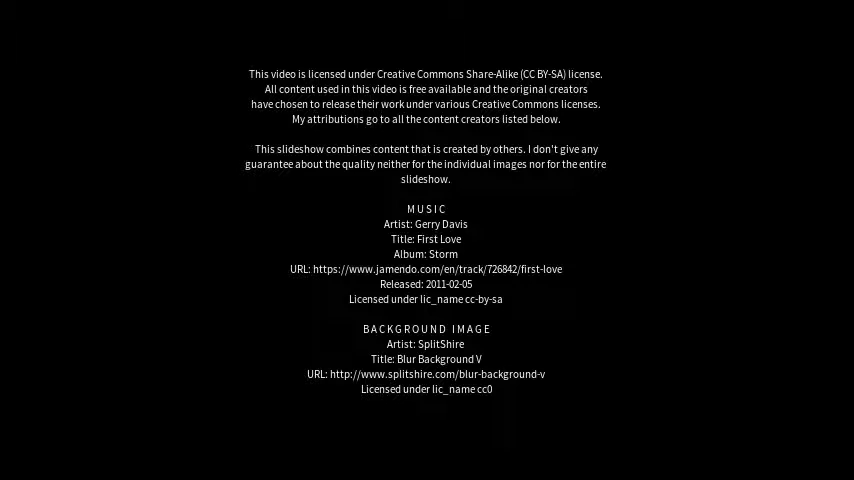 This video is licensed under Creative Commons Share-Alike (CC BY-SA) license.
All content used in this video is free available and the original creators
have chosen to release their work under various Creative Commons licenses.
My attributions go to all the content creators listed below.
This slideshow combines content that is created by others. I don't give any
guarantee about the quality neither for the individual images nor for the entire
slideshow.
MUSIC
Artist: Gerry Davis
Title: First Love
Album: Storm
URL: https://www.jamendo.com/en/track/726842/first-love
Released: 2011-02-05
Licensed under lic_name cc-by-sa
BACKGROUND IMAGE
Artist: SplitShire
Title: Blur Background V
URL: http://www.splitshire.com/blur-background-v
Licensed under lic_name cc0